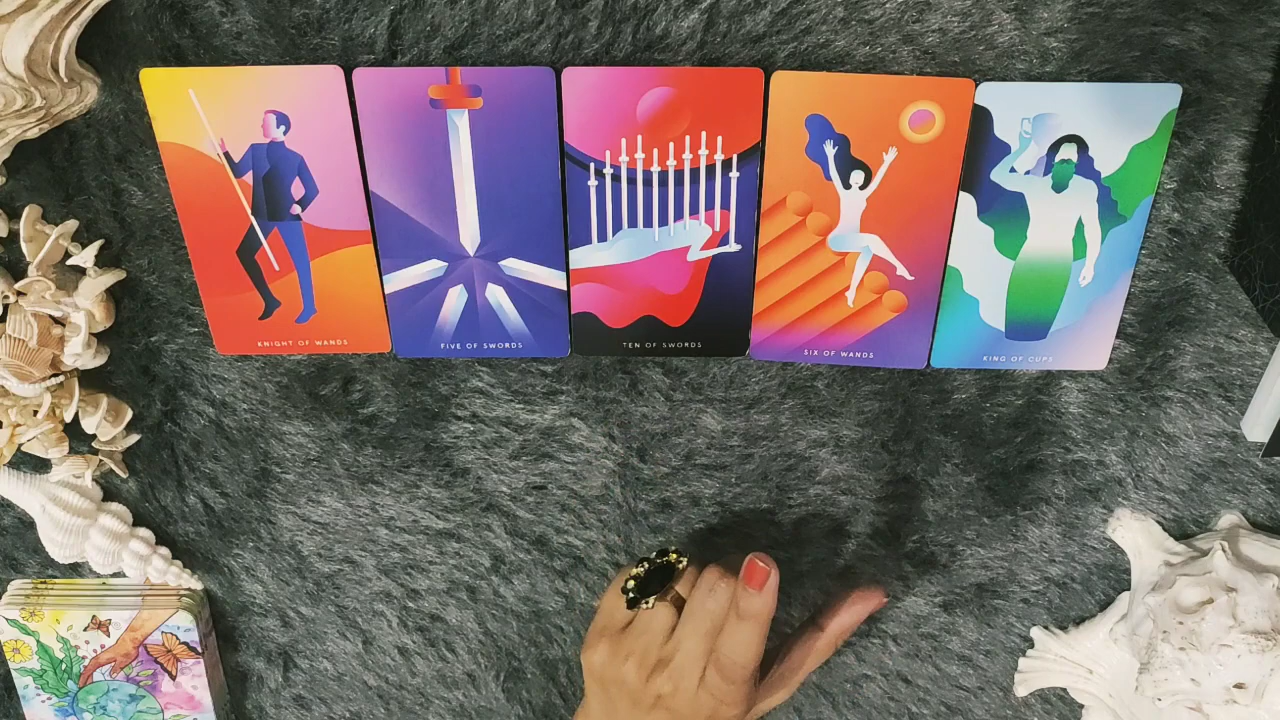 KNIGHT OF WANDS
FIVE OF SWORDS
TEN OF SWORDS
SIX OF WANDS
KING OF CUPS